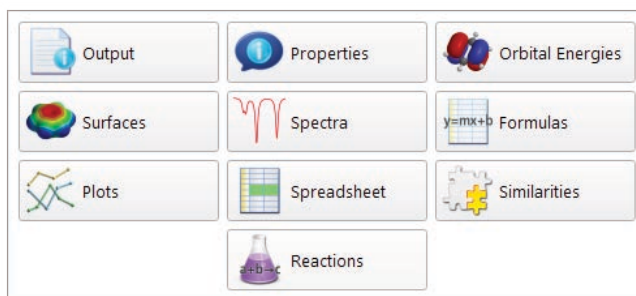 Output
Properties
Orbital Energies
Surfaces
Spectra
y=mx+b
Formulas
Plots
Spreadsheet
Similarities
a+b→c
Reactions